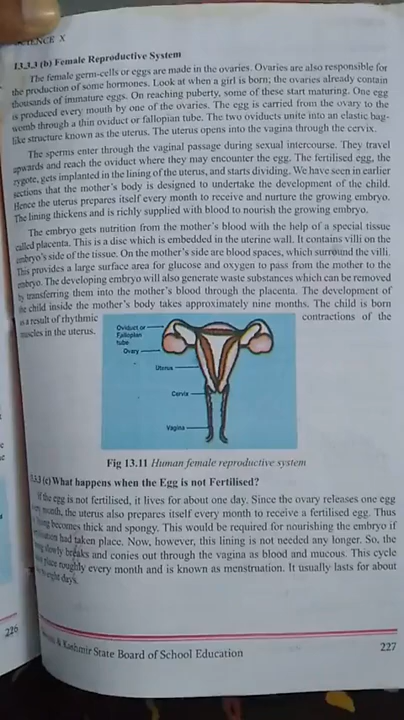 SCIENCE X
13.3.3 (b) Female Reproductive System
The female germ-cells or eggs are made in the ovaries. Ovaries are also responsible for
the production of some hormones. Look at when a girl is born; the ovaries already contain
thousands of immature eggs. On reaching puberty, some of these start maturing. One egg
is produced every month by one of the ovaries. The egg is carried from the ovary to the
womb through a thin oviduct or fallopian tube. The two oviducts unite into an elastic bag-
like structure known as the uterus. The uterus opens into the vagina through the cervix.
The sperms enter through the vaginal passage during sexual intercourse. They travel
upwards and reach the oviduct where they may encounter the egg. The fertilised egg, the
zygote, gets implanted in the lining of the uterus, and starts dividing. We have seen in earlier
sections that the mother's body is designed to undertake the development of the child.
Hence the uterus prepares itself every month to receive and nurture the growing embryo.
The lining thickens and is richly supplied with blood to nourish the growing embryo.
The embryo gets nutrition from the mother's blood with the help of a special tissue
called placenta. This is a disc which is embedded in the uterine wall. It contains villi on the
embryo's side of the tissue. On the mother's side are blood spaces, which surround the villi.
This provides a large surface area for glucose and oxygen to pass from the mother to the
embryo. The developing embryo will also generate waste substances which can be removed
by transferring them into the mother's blood through the placenta. The development of
the child inside the mother's body takes approximately nine months. The child is born
as a result of rhythmic contractions of the
muscles in the uterus.
Oviduct or
Fallopian
tube
Ovary
Uterus
Cervix
Vagina
Fig 13.11 Human female reproductive system
13.3.3 (c) What happens when the Egg is not Fertilised?
If the egg is not fertilised, it lives for about one day. Since the ovary releases one egg
every month, the uterus also prepares itself every month to receive a fertilised egg. Thus
lining becomes thick and spongy. This would be required for nourishing the embryo if
had taken place. Now, however, this lining is not needed any longer. So, the
slowly breaks and conies out through the vagina as blood and mucous. This cycle
place roughly every month and is known as menstruation. It usually lasts for about
eight days.
226
& Kashmir State Board of School Education
227